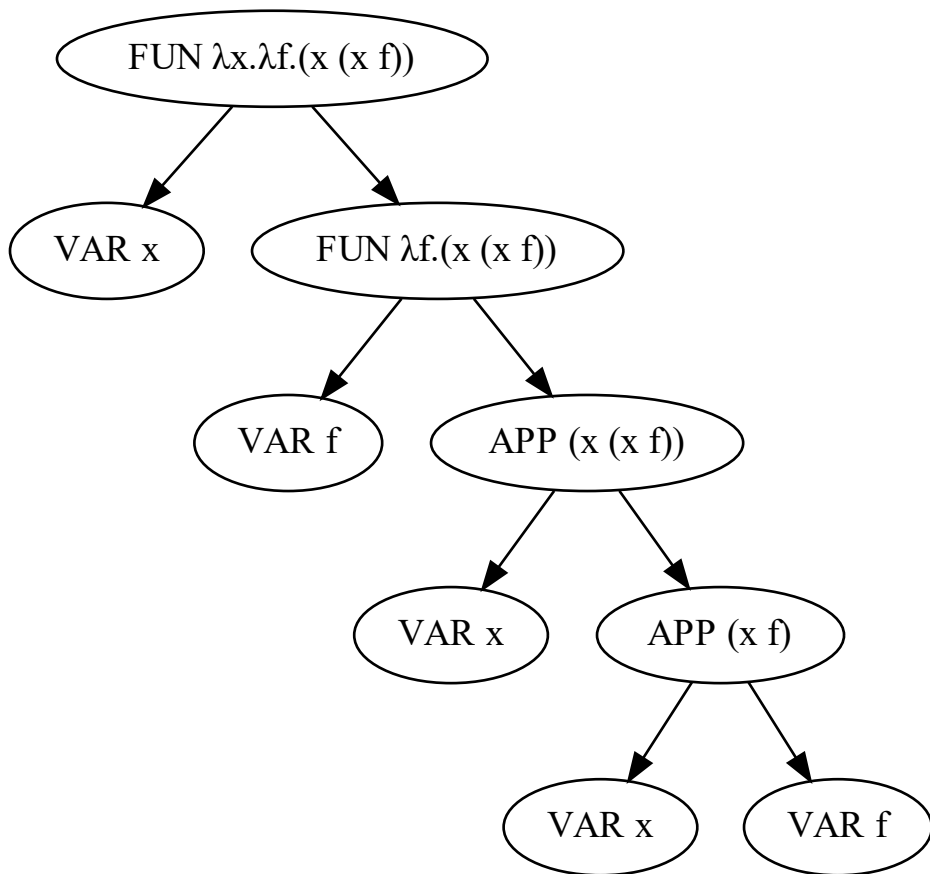 FUN λx.λf.(x (x f))
VAR x
FUN λf.(x (x f))
VAR f
APP (x (x f))
VAR x
APP (x f)
VAR x
VAR f